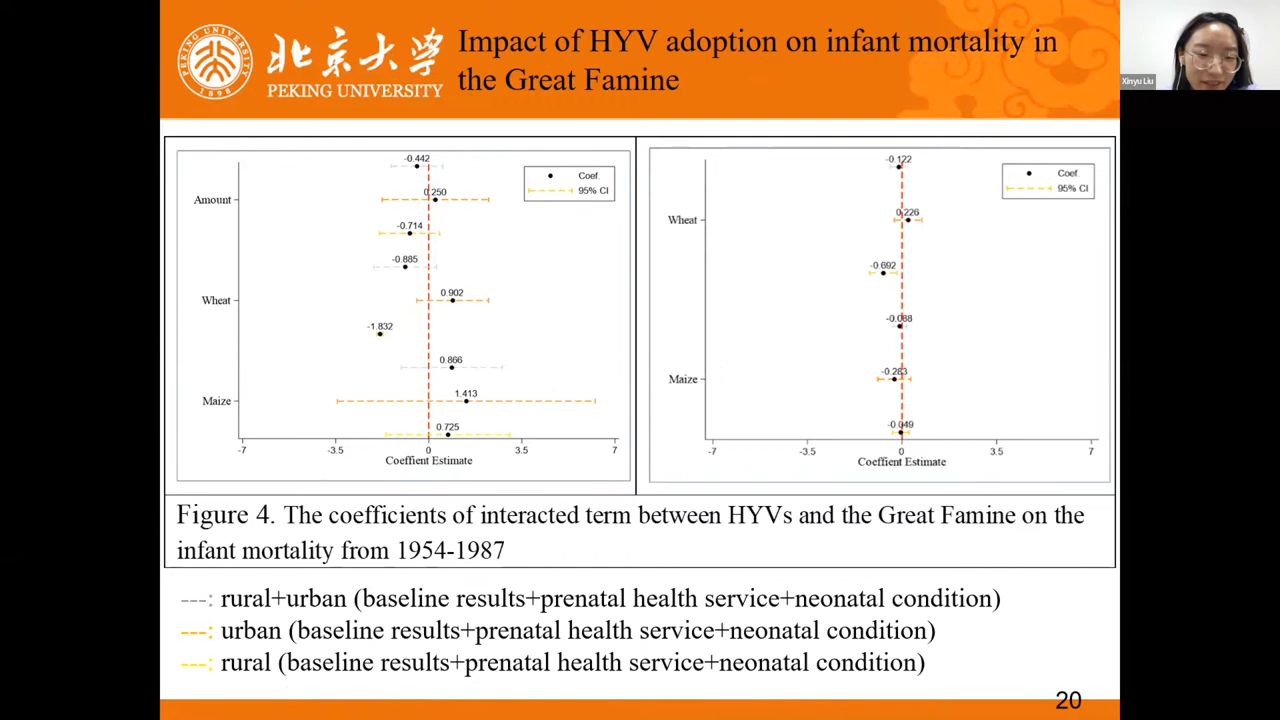 北京大学
PEKING UNIVERSITY
PEKING UNIVERSITY
1898
Impact of HYV adoption on infant mortality in
the Great Famine
Xinyu Liu
-0.442
Amount
0.250
-0.714
-0.885
Wheat
0.902
-1.832
0.866
Maize
1.413
0.725
-7
-3.5
0
3.5
7
Coeffient Estimate
Coef.
95% CI
-0.122
Wheat
0.226
-0.692
-0.088
Maize
-0.283
-0.049
-7
-3.5
0
3.5
7
Coeffient Estimate
Coef.
95% CI
Figure 4. The coefficients of interacted term between HYVs and the Great Famine on the
infant mortality from 1954-1987
---: rural+urban (baseline results+prenatal health service+neonatal condition)
---: urban (baseline results+prenatal health service+neonatal condition)
---: rural (baseline results+prenatal health service+neonatal condition)
20